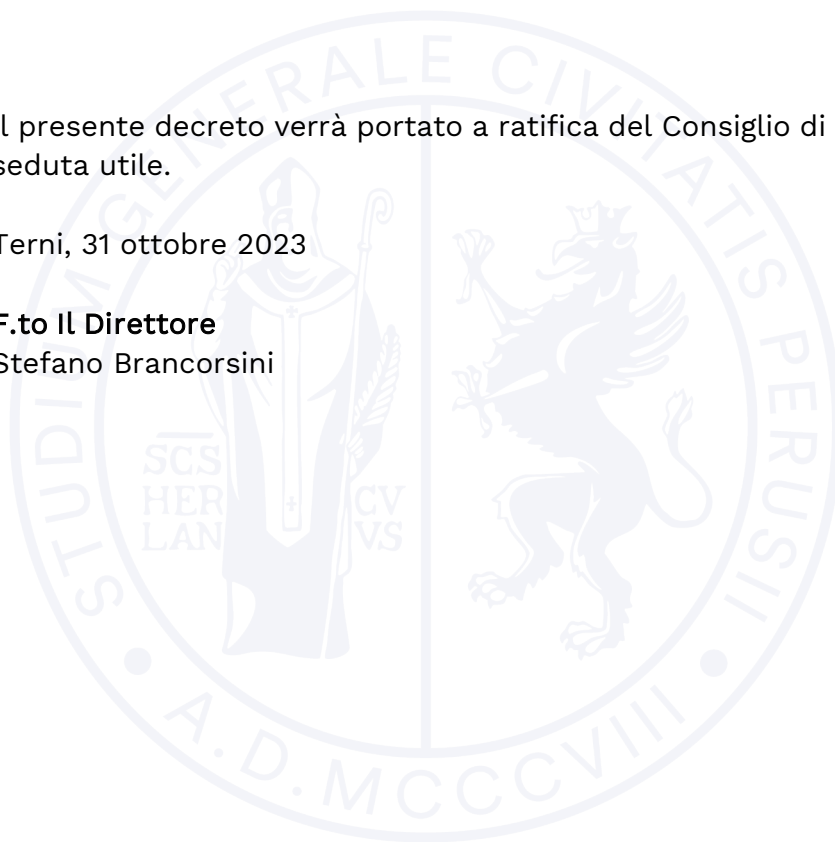 l presente decreto verrà portato a ratifica del Consiglio di
seduta utile.
Terni, 31 ottobre 2023
F.to Il Direttore
Stefano Brancorsini
STUDIUM GENERALE CIVITATIS PERUSII
SCS
HER CV
LAN VS
A.D. MCCCVIII